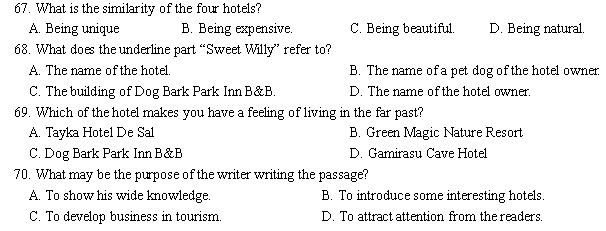 67. What is the similarity of the four hotels?
A. Being unique B. Being expensive. C. Being beautiful. D. Being natural.
68. What does the underline part “Sweet Willy” refer to?
A. The name of the hotel. B. The name of a pet dog of the hotel owner.
C. The building of Dog Bark Park Inn B&B. D. The name of the hotel owner.
69. Which of the hotel makes you have a feeling of living in the far past?
A. Tayka Hotel De Sal B. Green Magic Nature Resort
C. Dog Bark Park Inn B&B D. Gamirasu Cave Hotel
70. What may be the purpose of the writer writing the passage?
A. To show his wide knowledge. B. To introduce some interesting hotels.
C. To develop business in tourism. D. To attract attention from the readers.